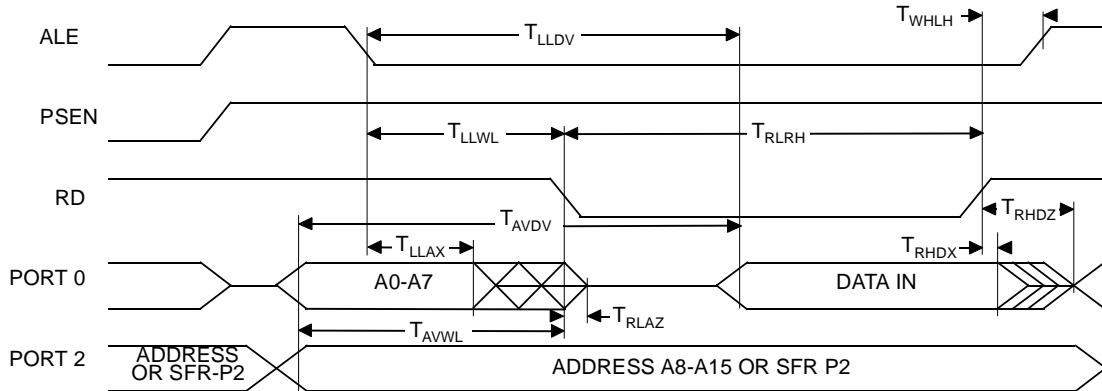 T_WHLH
ALE
T_LLDV
PSEN
T_LLWL
T_RLRH
RD
T_RHDZ
T_AVDV
T_LLAX
T_RHDX
PORT 0
A0-A7
DATA IN
T_RLAZ
T_AVWL
PORT 2
ADDRESS
OR SFR-P2
ADDRESS A8-A15 OR SFR P2